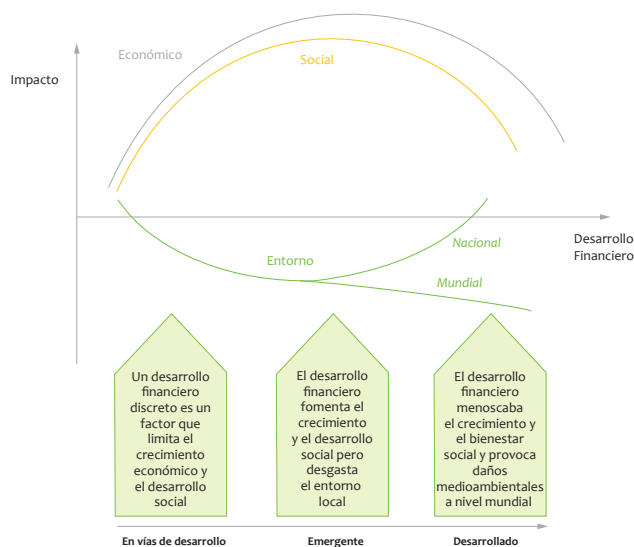 Económico
Social
Impacto
Desarrollo
Financiero
Nacional
Entorno
Mundial
Un desarrollo
financiero
discreto es un
factor que
limita el
crecimiento
económico y
el desarrollo
social
El desarrollo
financiero
fomenta el
crecimiento
y el desarrollo
social pero
desgasta
el entorno
local
El desarrollo
financiero
menoscaba
el crecimiento y
el bienestar
social y provoca
daños
medioambientales
a nivel mundial
En vías de desarrollo
Emergente
Desarrollado